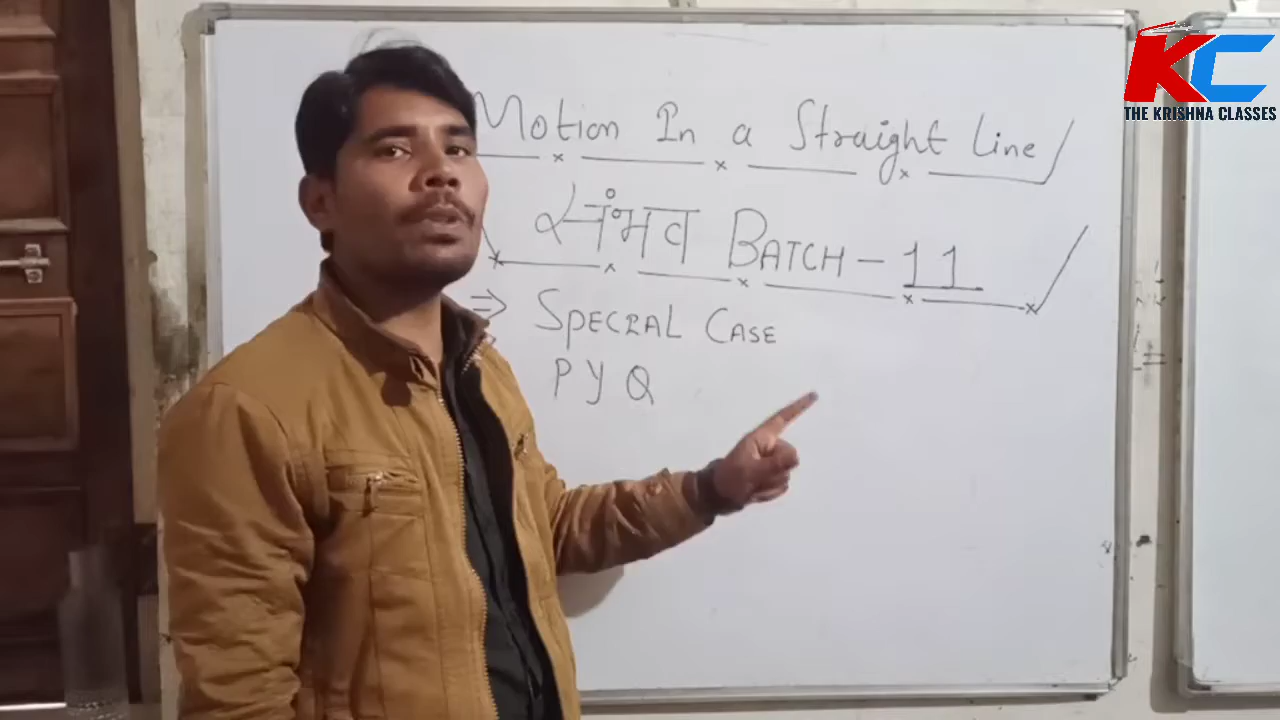 KC
THE KRISHNA CLASSES
Motion In a Straight Line
संभव BATCH - 11
⇒ SPECIAL CASE
PYQ